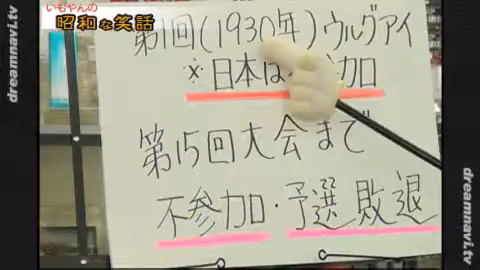 いもやんの
昭和な笑話
第1回(1930年)ウルグアイ
※日本は 参加
第15回大会まで
不参加・予選敗退
dreamnavi.tv
dreamnavi.tv